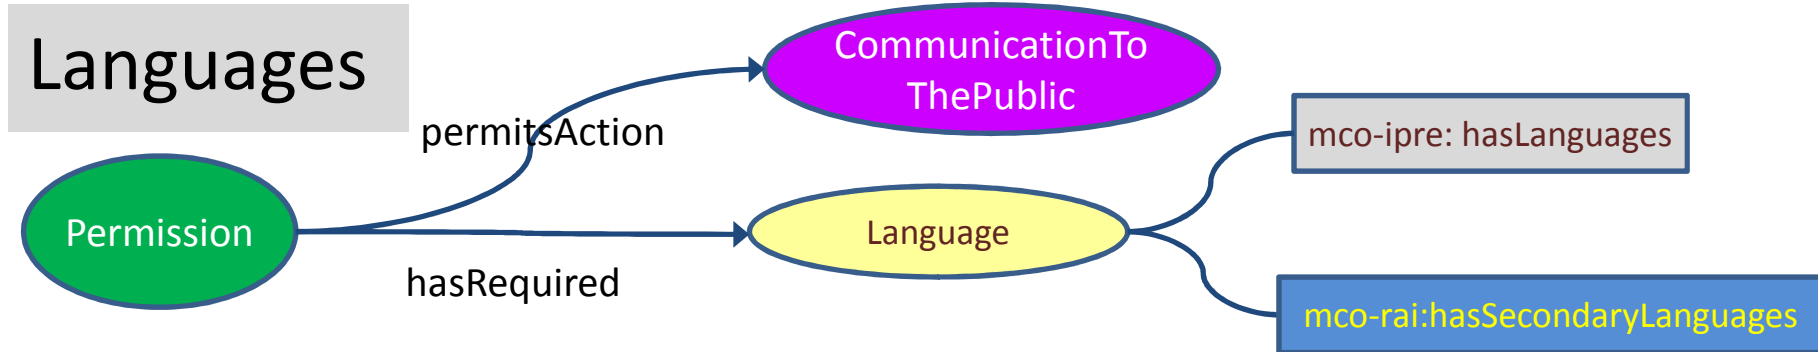 Languages
CommunicationTo
ThePublic
permitsAction
mco-ipre: hasLanguages
Permission
Language
hasRequired
mco-rai:hasSecondaryLanguages